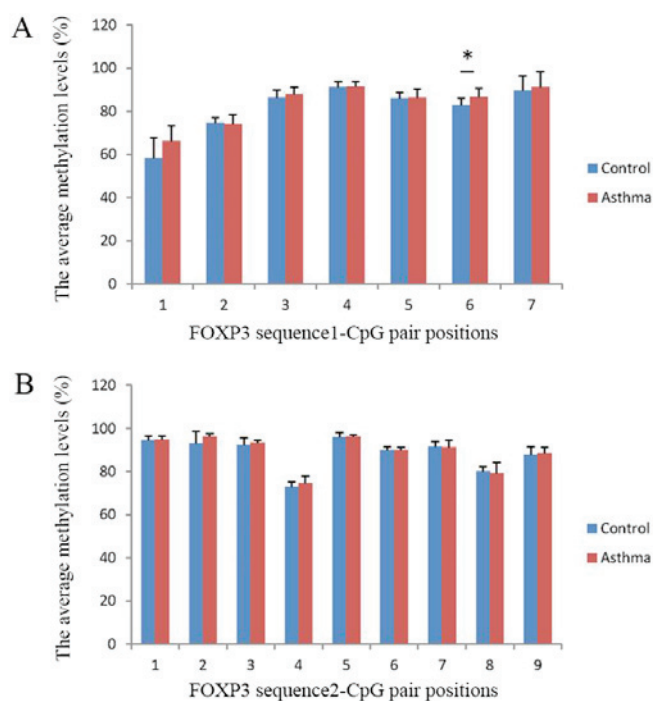 A
The average methylation levels (%)
120
100
80
60
40
20
0
*
1 2 3 4 5 6 7
FOXP3 sequence1-CpG pair positions
Control
Asthma
B
The average methylation levels (%)
120
100
80
60
40
20
0
1 2 3 4 5 6 7 8 9
FOXP3 sequence2-CpG pair positions
Control
Asthma